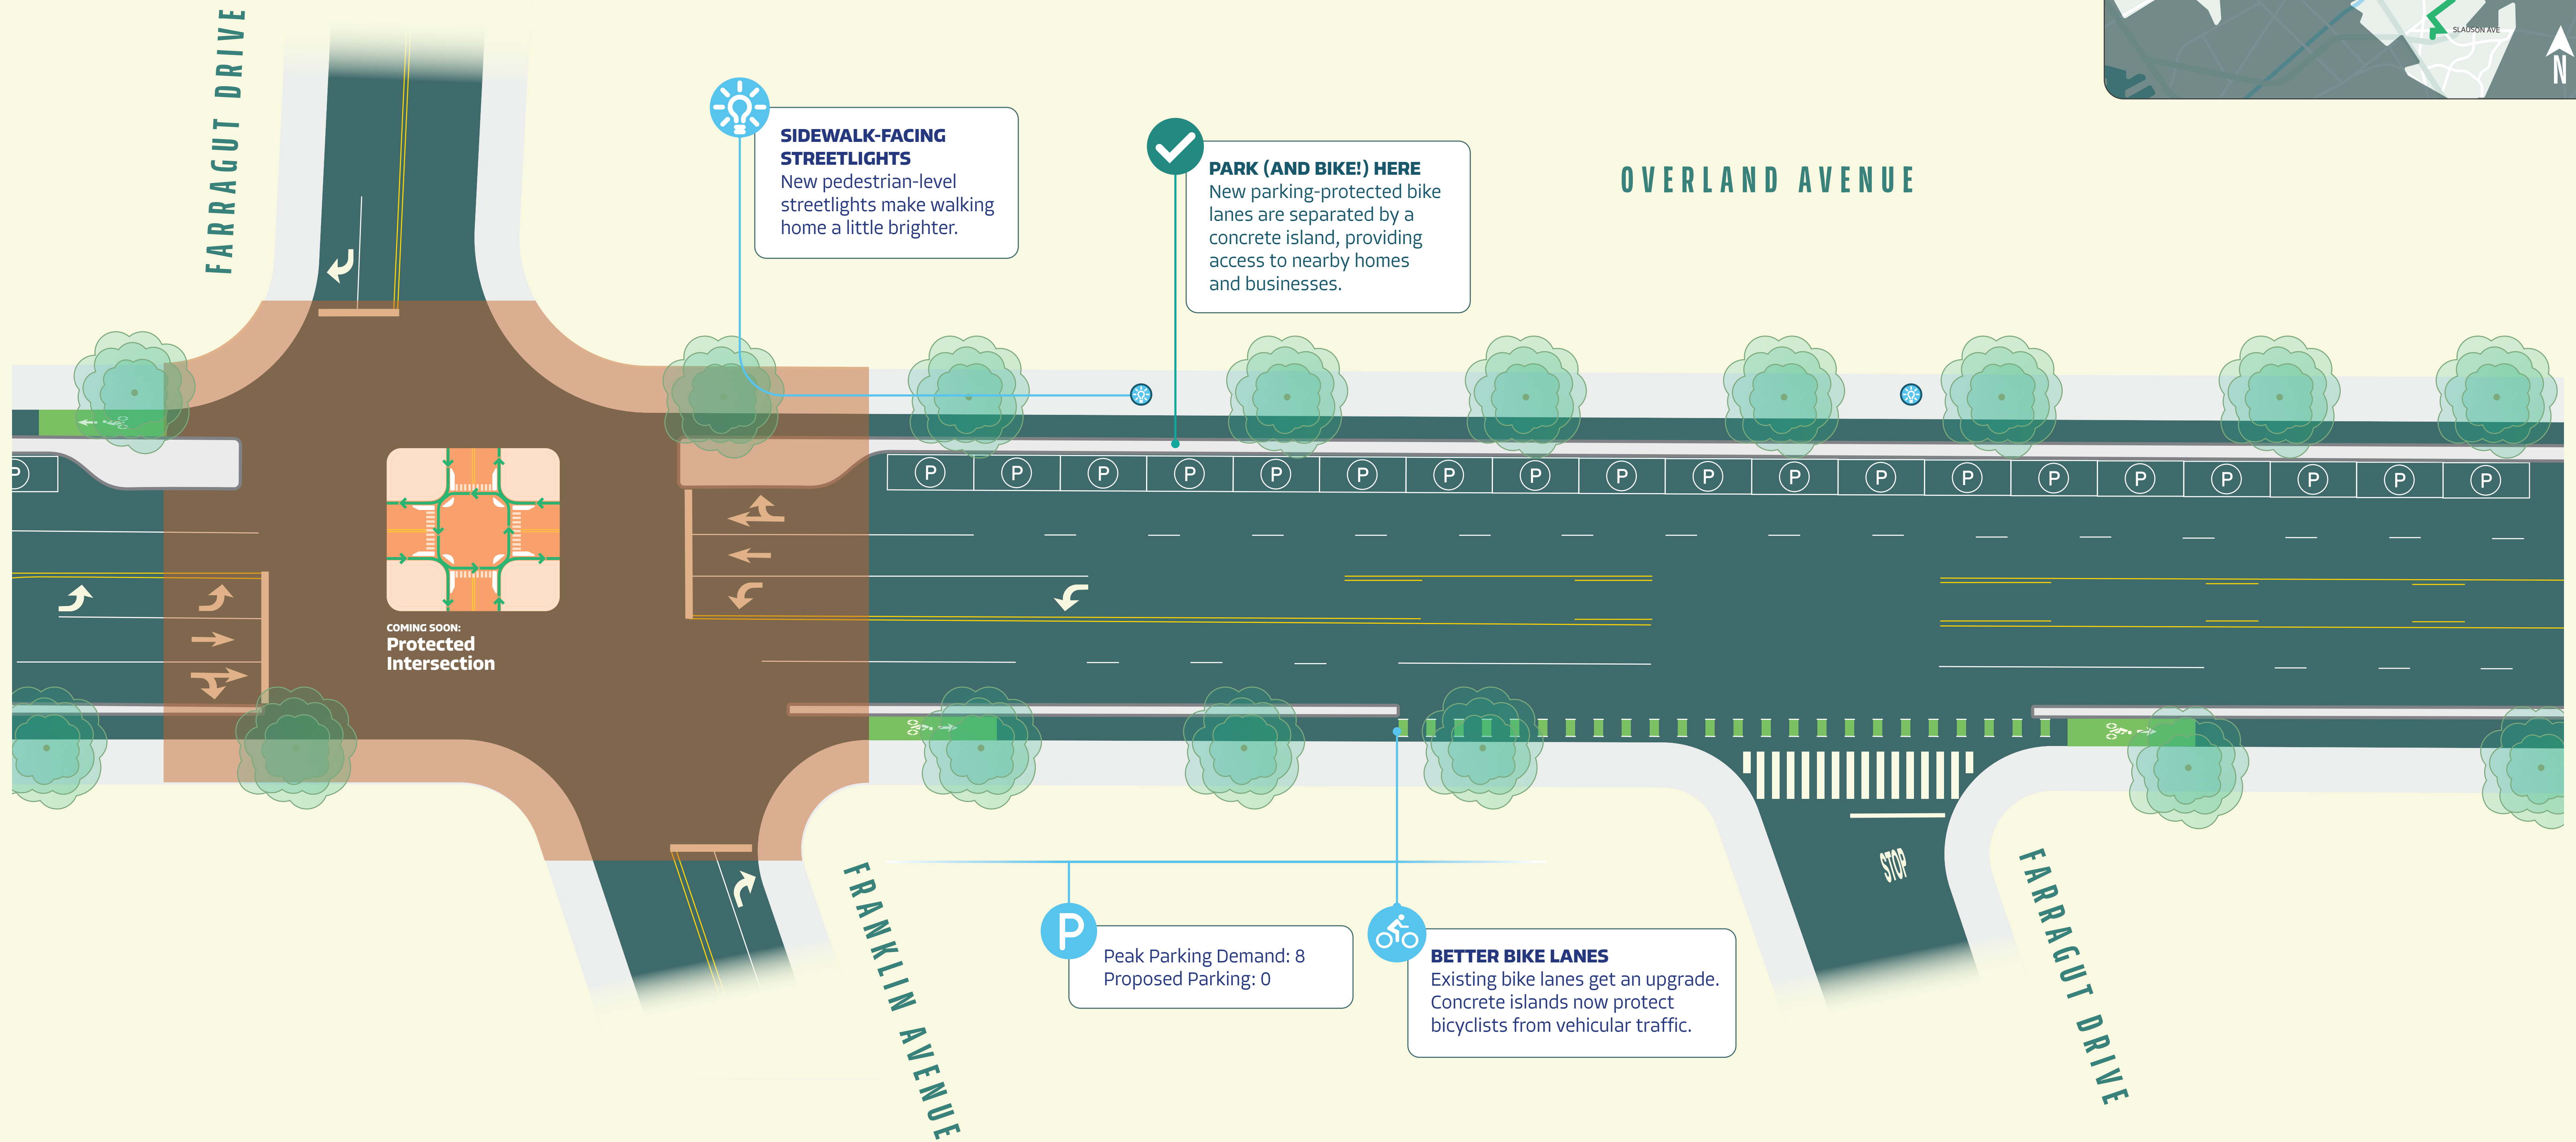 FARRAGUT DRIVE
SLAUSON AVE
N
SIDEWALK-FACING
STREETLIGHTS
New pedestrian-level
streetlights make walking
home a little brighter.
PARK (AND BIKE!) HERE
New parking-protected bike
lanes are separated by a
concrete island, providing
access to nearby homes
and businesses.
OVERLAND AVENUE
P
P P P P P P P P P P P P P P P P P P P
COMING SOON:
Protected
Intersection
STOP
FRANKLIN AVENUE
P
Peak Parking Demand: 8
Proposed Parking: 0
BETTER BIKE LANES
Existing bike lanes get an upgrade.
Concrete islands now protect
bicyclists from vehicular traffic.
FARRAGUT DRIVE